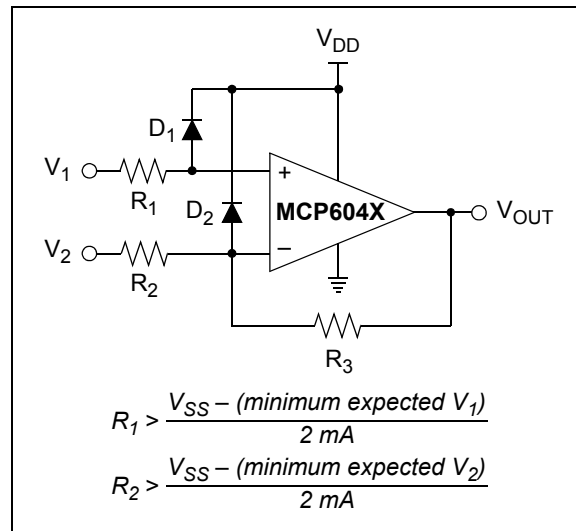 V_DD
D_1
V_1
R_1
+
MCP604X
V_OUT
D_2
V_2
R_2
–
R_3
R_1 > V_SS – (minimum expected V_1)
2 mA
R_2 > V_SS – (minimum expected V_2)
2 mA